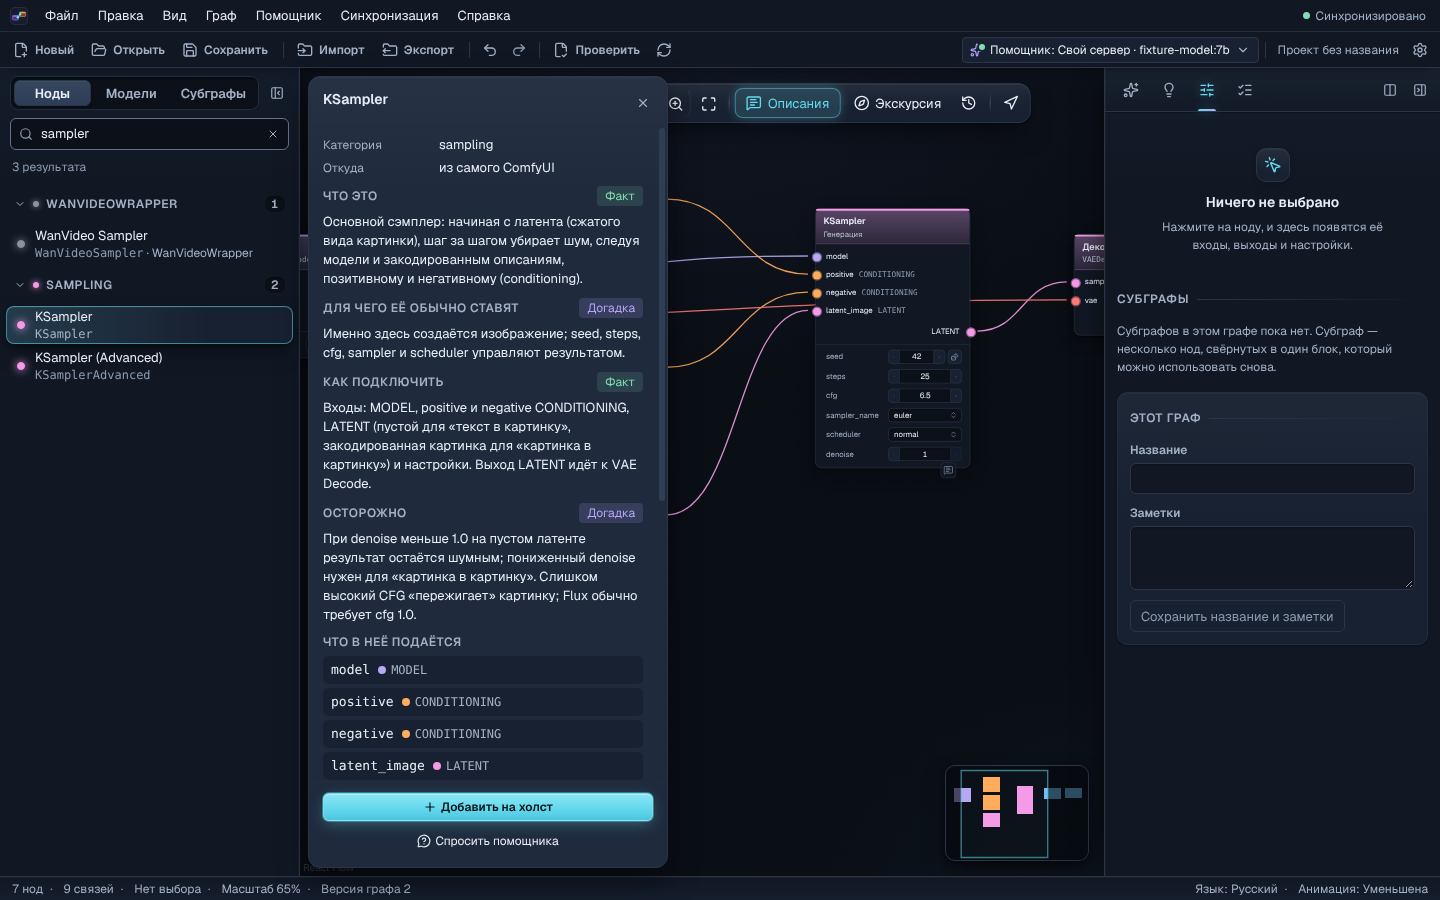 Файл Правка Вид Граф Помощник Синхронизация Справка
Синхронизировано
Новый Открыть Сохранить Импорт Экспорт Проверить
Помощник: Свой сервер · fixture-model:7b
Проект без названия
Ноды Модели Субграфы
sampler
3 результата
WANVIDEOWRAPPER 1
WanVideo Sampler
WanVideoSampler · WanVideoWrapper
SAMPLING 2
KSampler
KSampler
KSampler (Advanced)
KSamplerAdvanced
KSampler
Категория sampling
Откуда из самого ComfyUI
ЧТО ЭТО Факт
Основной сэмплер: начиная с латента (сжатого
вида картинки), шаг за шагом убирает шум, следуя
модели и закодированным описаниям,
позитивному и негативному (conditioning).
ДЛЯ ЧЕГО ЕЁ ОБЫЧНО СТАВЯТ Догадка
Именно здесь создаётся изображение; seed, steps,
cfg, sampler и scheduler управляют результатом.
КАК ПОДКЛЮЧИТЬ Факт
Входы: MODEL, positive и negative CONDITIONING,
LATENT (пустой для «текст в картинку»,
закодированная картинка для «картинка в
картинку») и настройки. Выход LATENT идёт к VAE
Decode.
ОСТОРОЖНО Догадка
При denoise меньше 1.0 на пустом латенте
результат остаётся шумным; пониженный denoise
нужен для «картинка в картинку». Слишком
высокий CFG «пережигает» картинку; Flux обычно
требует cfg 1.0.
ЧТО В НЕЁ ПОДАЁТСЯ
model MODEL
positive CONDITIONING
negative CONDITIONING
latent_image LATENT
Добавить на холст
Спросить помощника
Описания Экскурсия
KSampler
Генерация
model
positive CONDITIONING
negative CONDITIONING
latent_image LATENT
LATENT
seed 42
steps 25
cfg 6.5
sampler_name euler
scheduler normal
denoise 1
Деко
VAEDe
samp
vae
Ничего не выбрано
Нажмите на ноду, и здесь появятся её
входы, выходы и настройки.
СУБГРАФЫ
Субграфов в этом графе пока нет. Субграф —
несколько нод, свёрнутых в один блок, который
можно использовать снова.
ЭТОТ ГРАФ
Название
Заметки
Сохранить название и заметки
7 нод · 9 связей · Нет выбора · Масштаб 65% · Версия графа 2
Язык: Русский · Анимация: Уменьшена